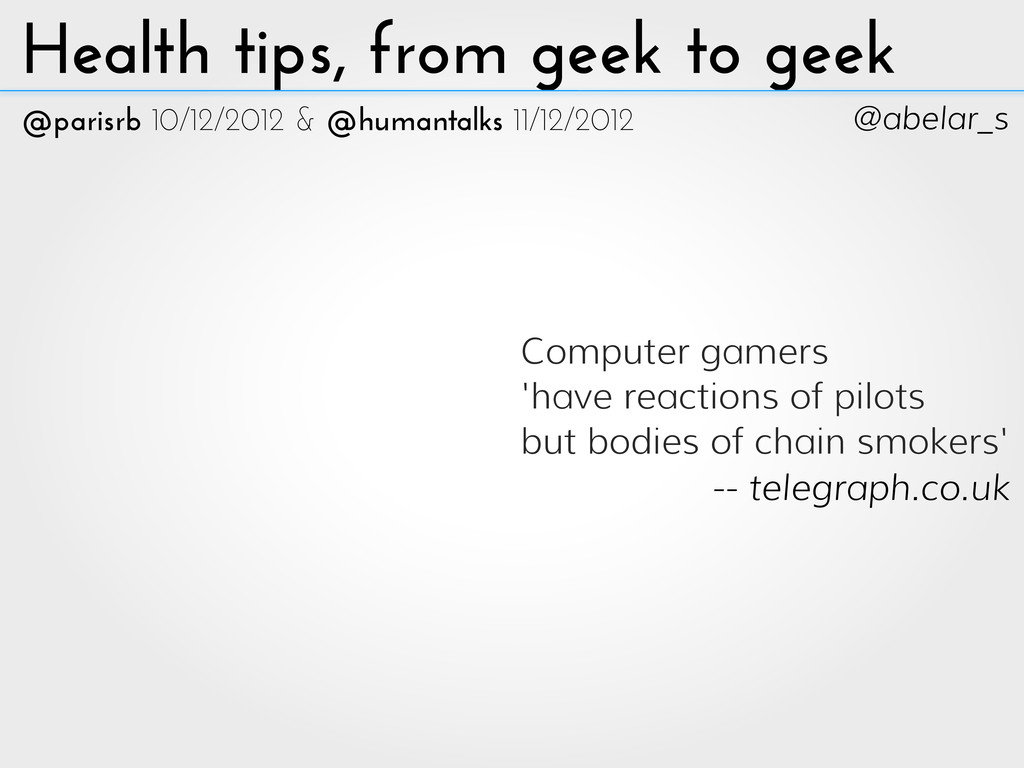 Health tips, from geek to geek
@parisrb 10/12/2012 & @humantalks 11/12/2012 @abelar_s
Computer gamers
'have reactions of pilots
but bodies of chain smokers'
-- telegraph.co.uk